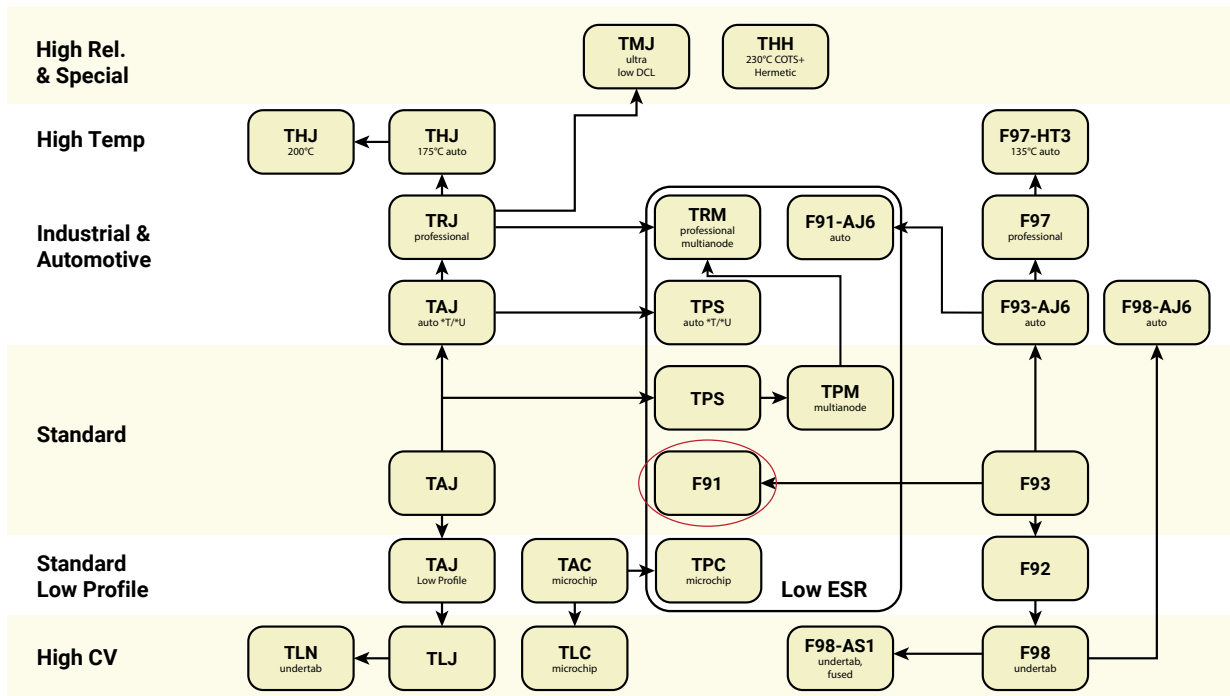 High Rel.
& Special
TMJ
ultra
low DCL
THH
230°C COTS+
Hermetic
High Temp
THJ
200°C
THJ
175°C auto
F97-HT3
135°C auto
Industrial &
Automotive
TRJ
professional
TRM
professional
multianode
F91-AJ6
auto
F97
professional
TAJ
auto *T/*U
TPS
auto *T/*U
F93-AJ6
auto
F98-AJ6
auto
Standard
TPS
TPM
multianode
TAJ
F91
F93
Standard
Low Profile
TAJ
Low Profile
TAC
microchip
TPC
microchip
Low ESR
F92
High CV
TLN
undertab
TLJ
TLC
microchip
F98-AS1
undertab,
fused
F98
undertab